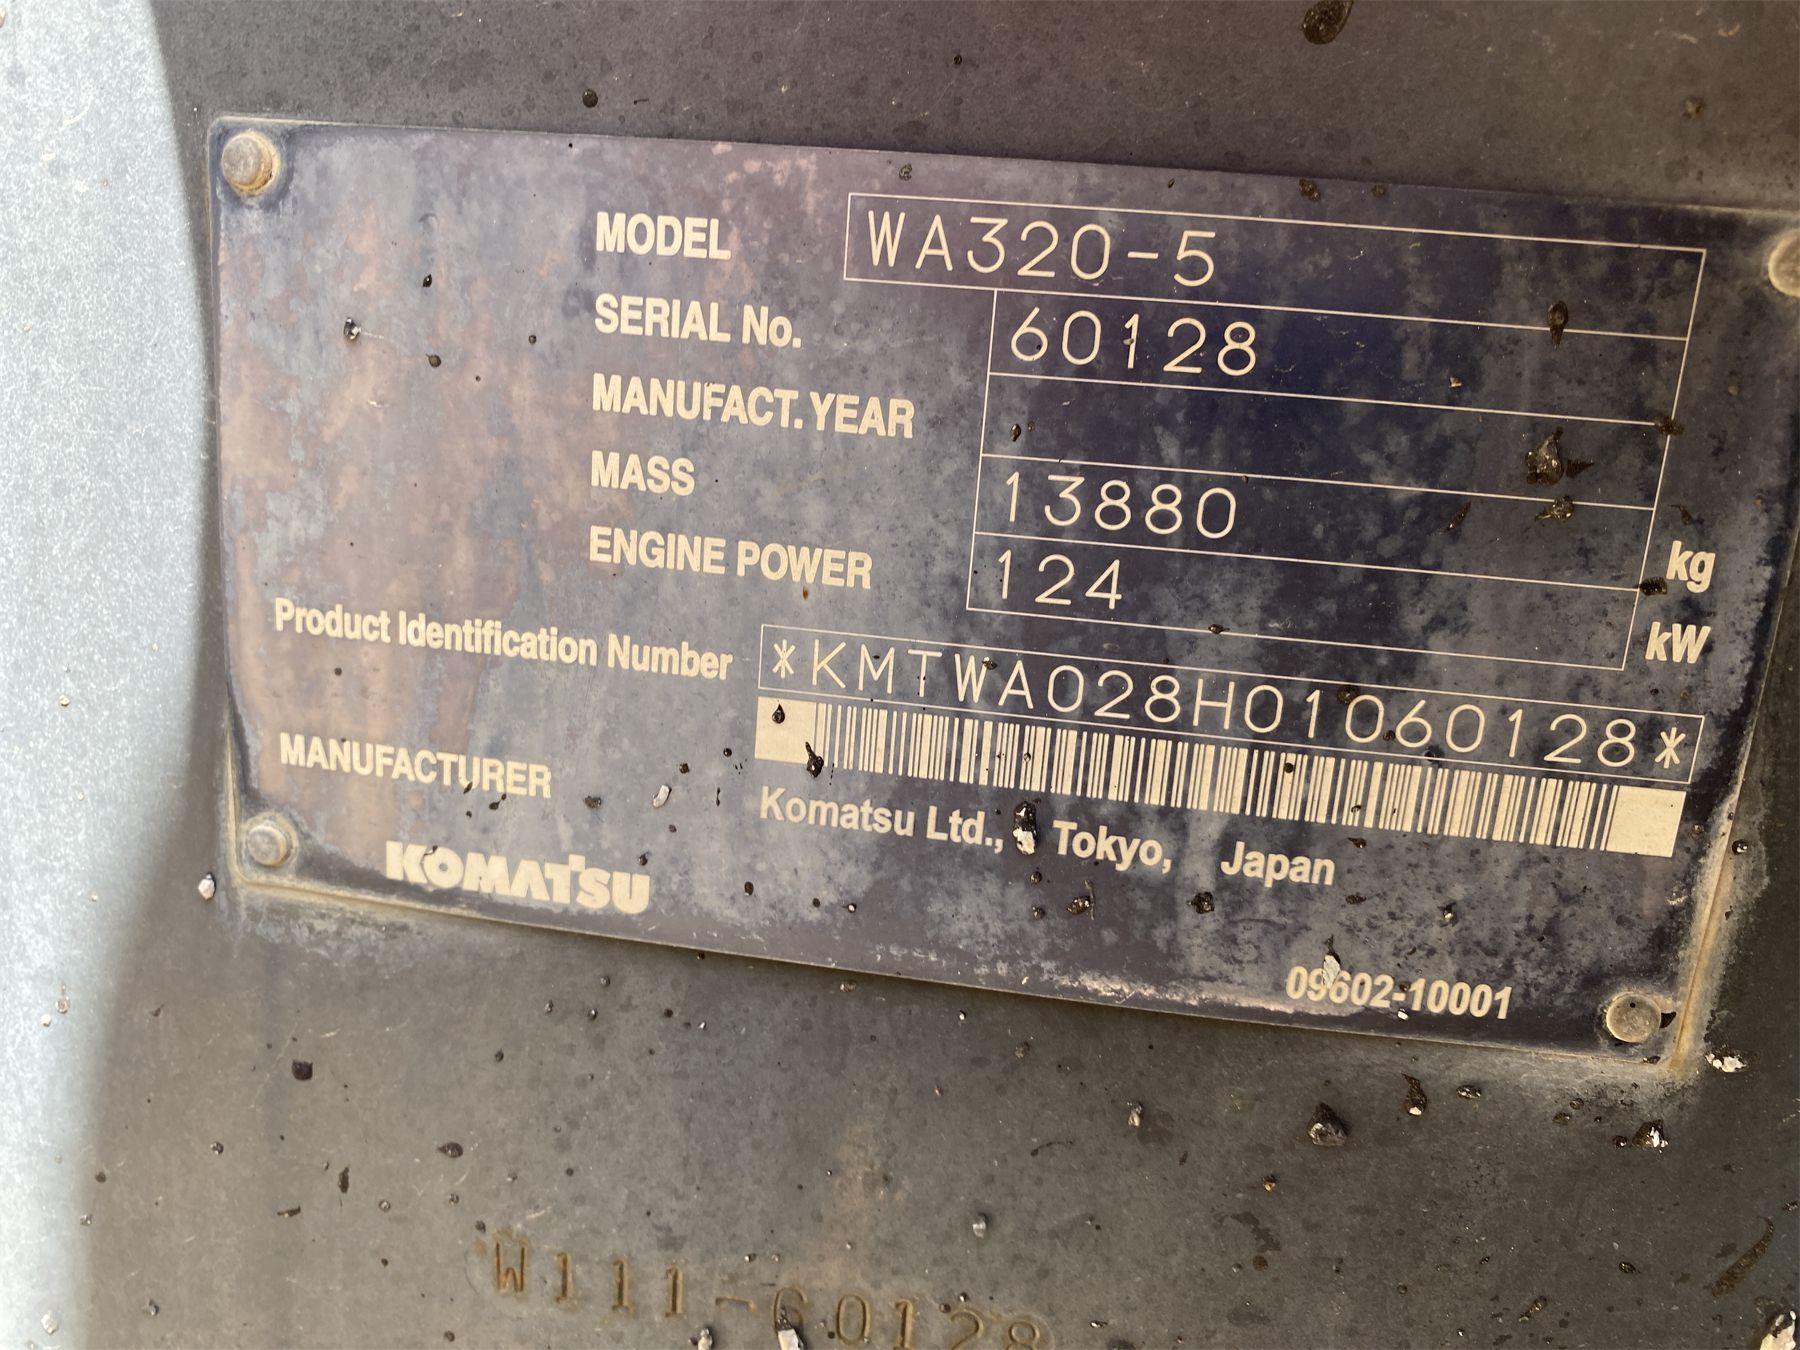 MODEL WA320-5
SERIAL No. 60128
MANUFACT. YEAR
MASS 13880 kg
ENGINE POWER 124 kW
Product Identification Number *KMTWA028H01060128*
MANUFACTURER Komatsu Ltd., Tokyo, Japan
KOMATSU
09602-10001
W111-60128